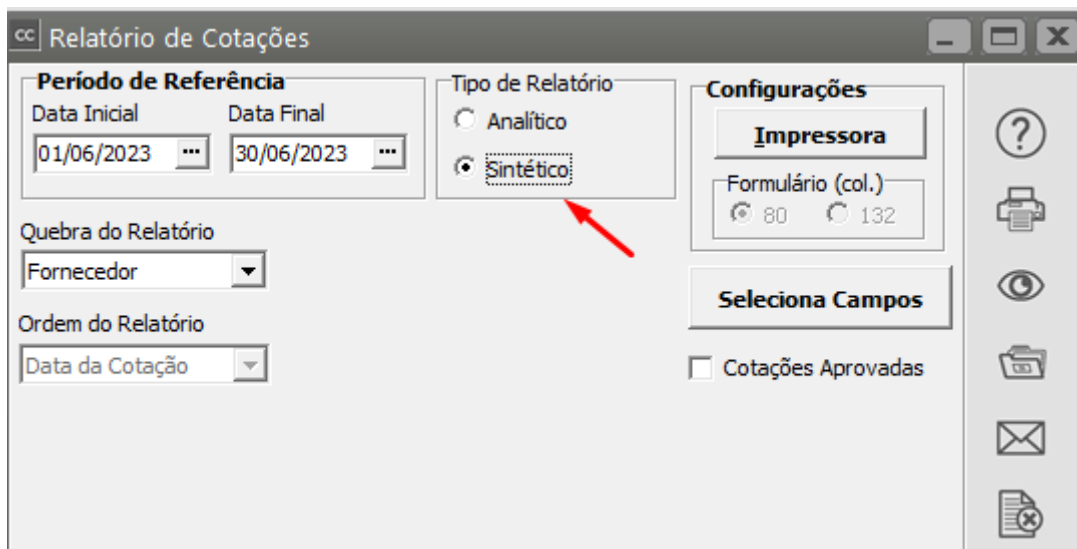 cc Relatório de Cotações
Período de Referência
Data Inicial Data Final
01/06/2023 ... 30/06/2023 ...
Tipo de Relatório
Analítico
Sintético
Configurações
Impressora
Formulário (col.)
80 132
Quebra do Relatório
Fornecedor
Seleciona Campos
Ordem do Relatório
Data da Cotação
Cotações Aprovadas
?